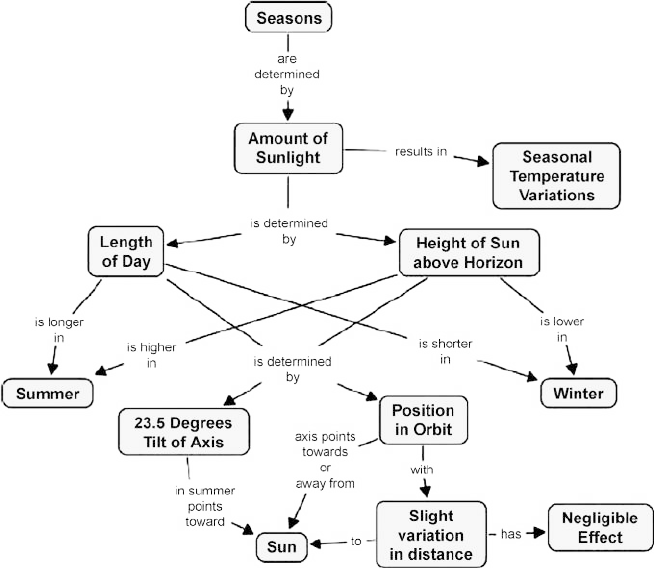 Seasons
are
determined
by
Amount of
Sunlight
results in
Seasonal
Temperature
Variations
is determined
by
Length
of Day
Height of Sun
above Horizon
is longer
in
is higher
in
is determined
by
is shorter
in
is lower
in
Summer
Winter
23.5 Degrees
Tilt of Axis
Position
in Orbit
axis points
towards
or
away from
with
in summer
points
toward
Sun
to
Slight
variation
in distance
has
Negligible
Effect